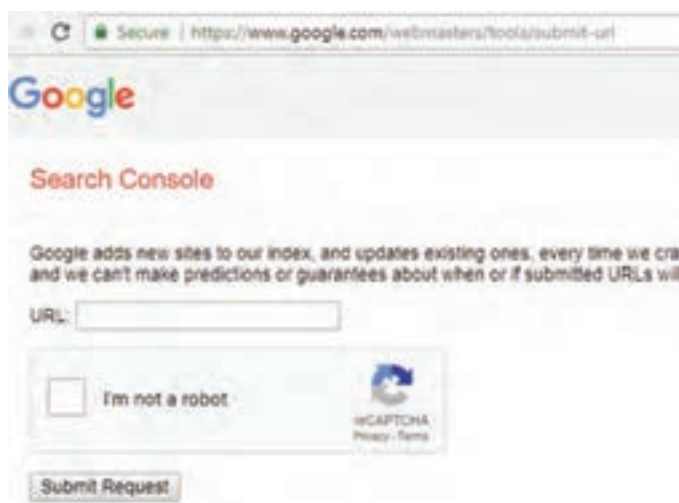 Secure | https://www.google.com/webmasters/tools/submit-url
Google
Search Console
Google adds new sites to our index, and updates existing ones, every time we cra
and we can't make predictions or guarantees about when or if submitted URLs wil
URL:
I'm not a robot
reCAPTCHA
Privacy - Terms
Submit Request